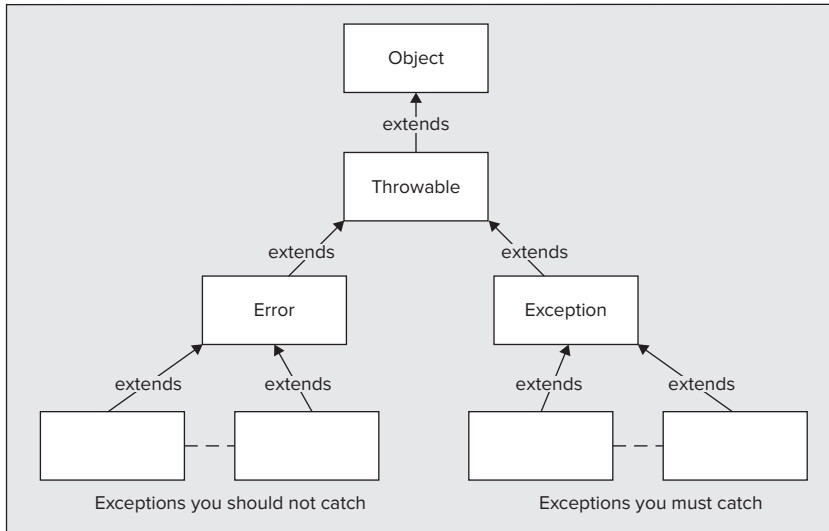 Object
extends
Throwable
extends
extends
Error
Exception
extends
extends
extends
extends
Exceptions you should not catch
Exceptions you must catch